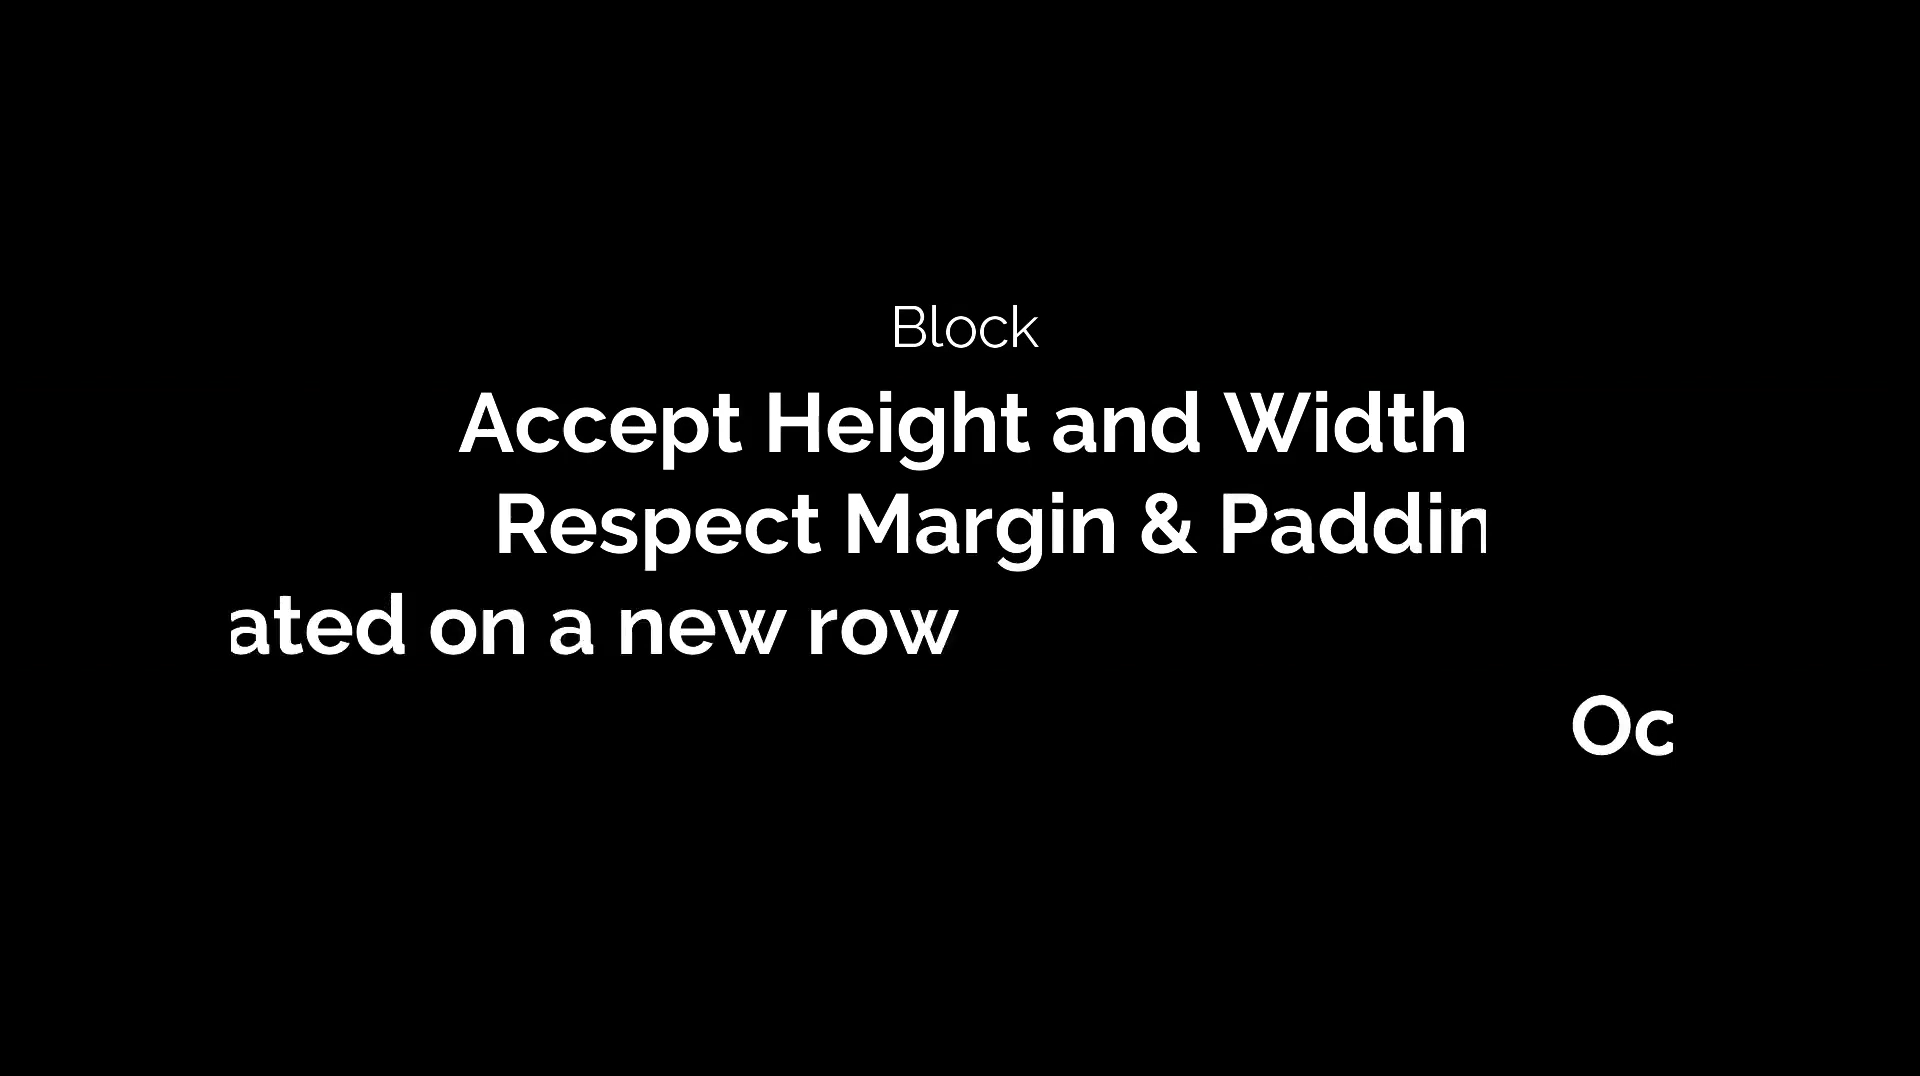 Block
Accept Height and Width
Respect Margin & Paddin
ated on a new row
Oc